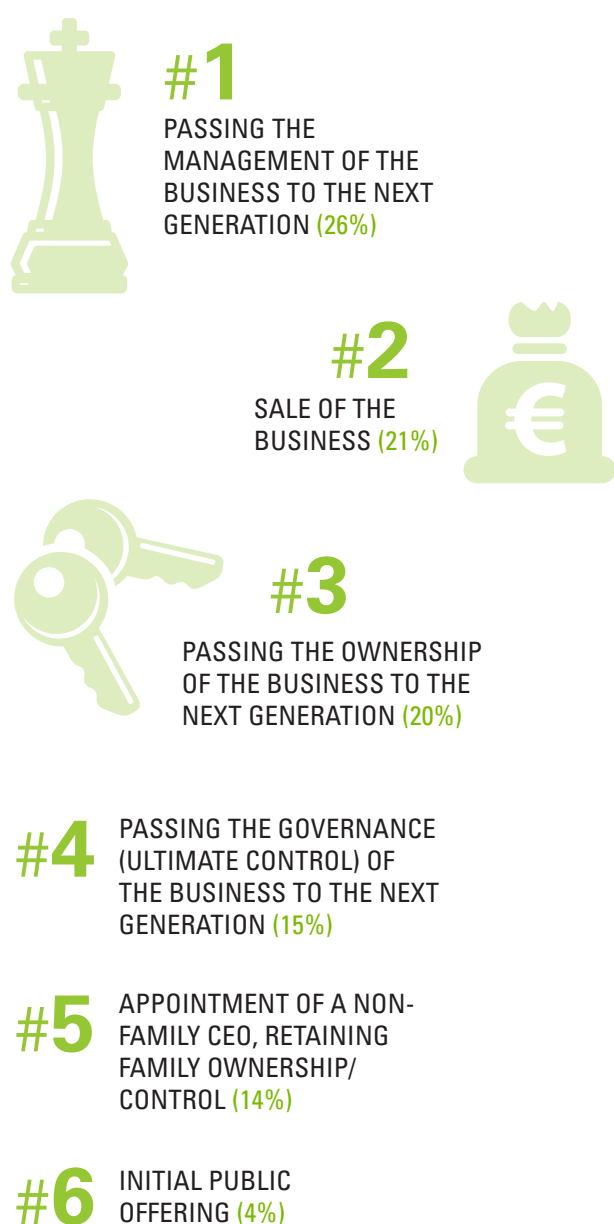 #1
PASSING THE
MANAGEMENT OF THE
BUSINESS TO THE NEXT
GENERATION (26%)
#2
SALE OF THE
BUSINESS (21%)
€
#3
PASSING THE OWNERSHIP
OF THE BUSINESS TO THE
NEXT GENERATION (20%)
#4
PASSING THE GOVERNANCE
(ULTIMATE CONTROL) OF
THE BUSINESS TO THE NEXT
GENERATION (15%)
#5
APPOINTMENT OF A NON-
FAMILY CEO, RETAINING
FAMILY OWNERSHIP/
CONTROL (14%)
#6
INITIAL PUBLIC
OFFERING (4%)